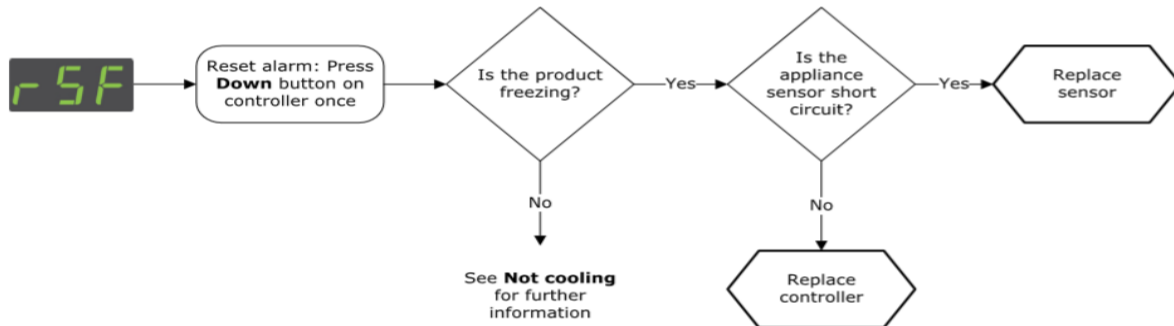 rSF
Reset alarm: Press
Down button on
controller once
Is the product
freezing?
Yes
Is the
appliance
sensor short
circuit?
Yes
Replace
sensor
No
See Not cooling
for further
information
No
Replace
controller